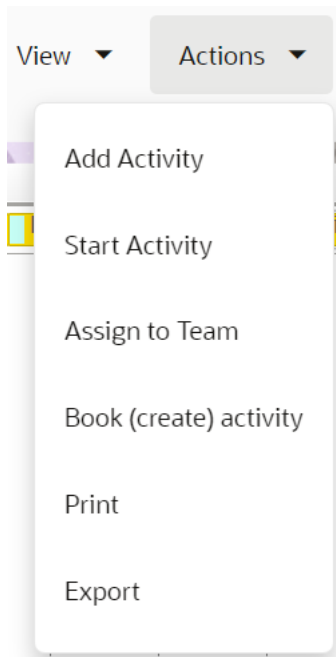 View Actions
Add Activity
Start Activity
Assign to Team
Book (create) activity
Print
Export